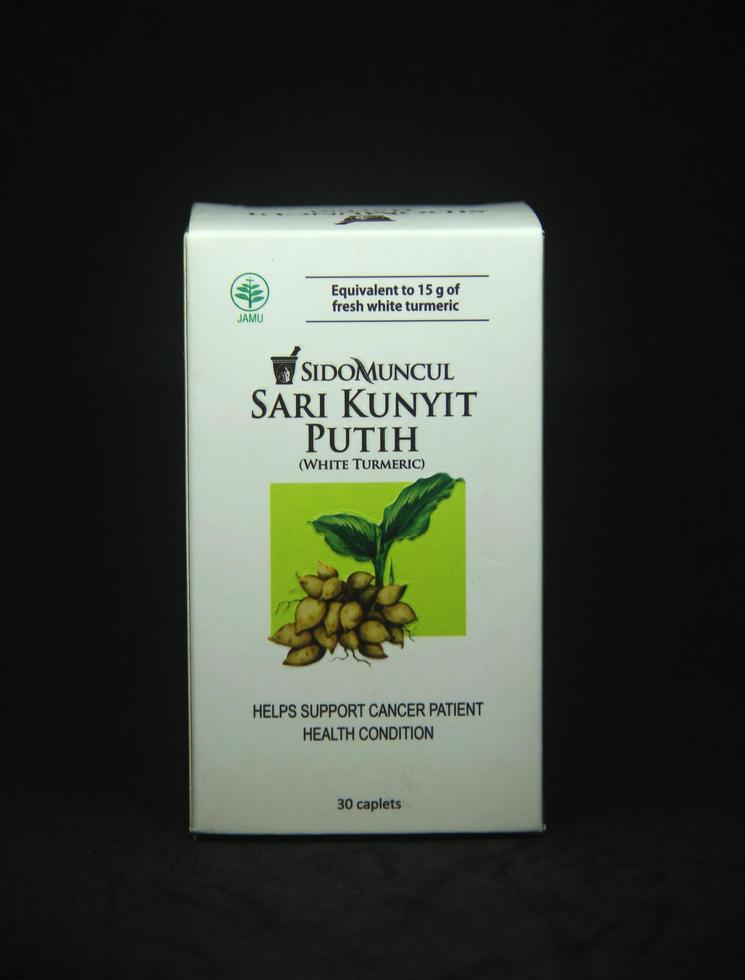 JAMU
Equivalent to 15 g of
fresh white turmeric
SIDOMUNCUL
SARI KUNYIT
PUTIH
(WHITE TURMERIC)
HELPS SUPPORT CANCER PATIENT
HEALTH CONDITION
30 caplets